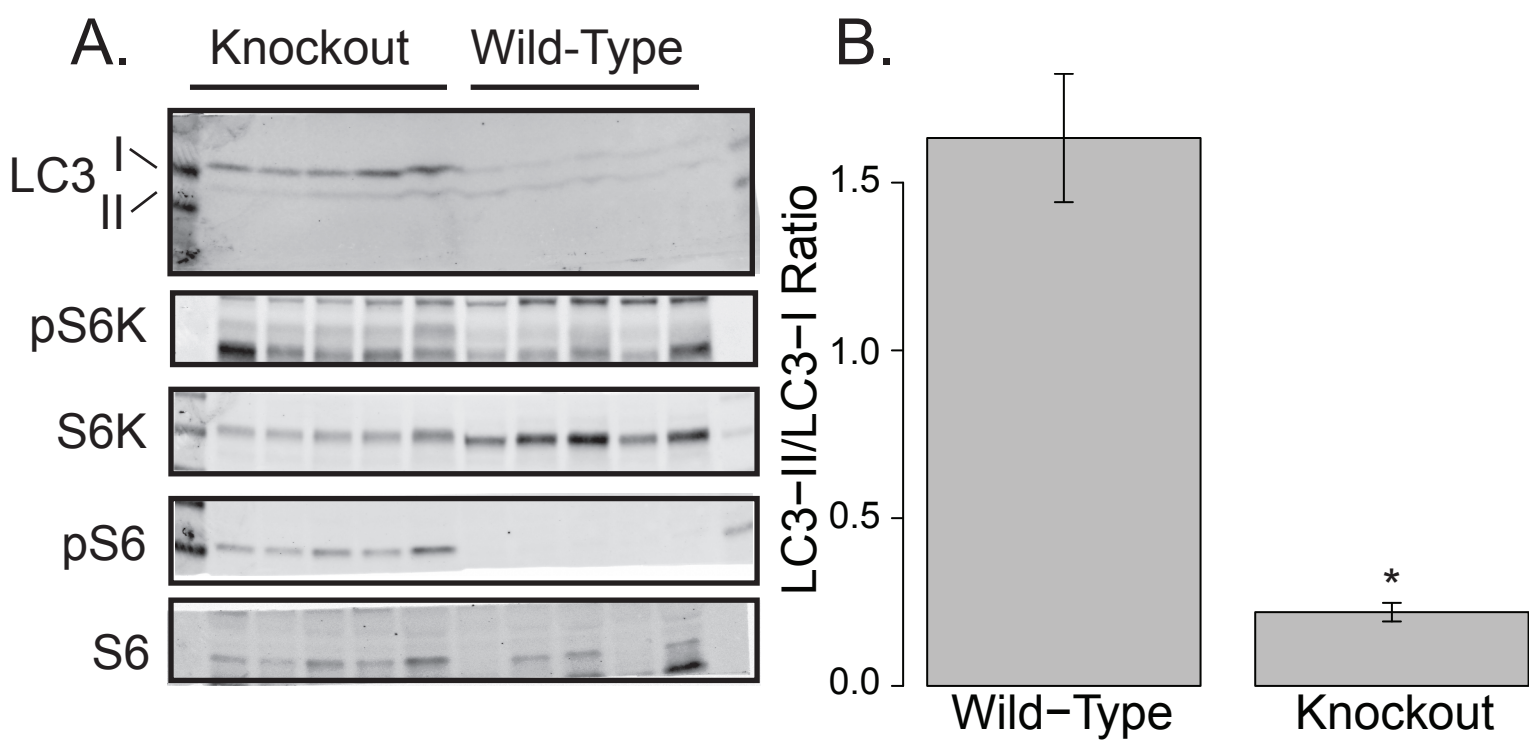 A.
Knockout Wild-Type
LC3
I
II
pS6K
S6K
pS6
S6
B.
LC3−II/LC3−I Ratio
1.5
1.0
0.5
0.0
*
Wild−Type Knockout